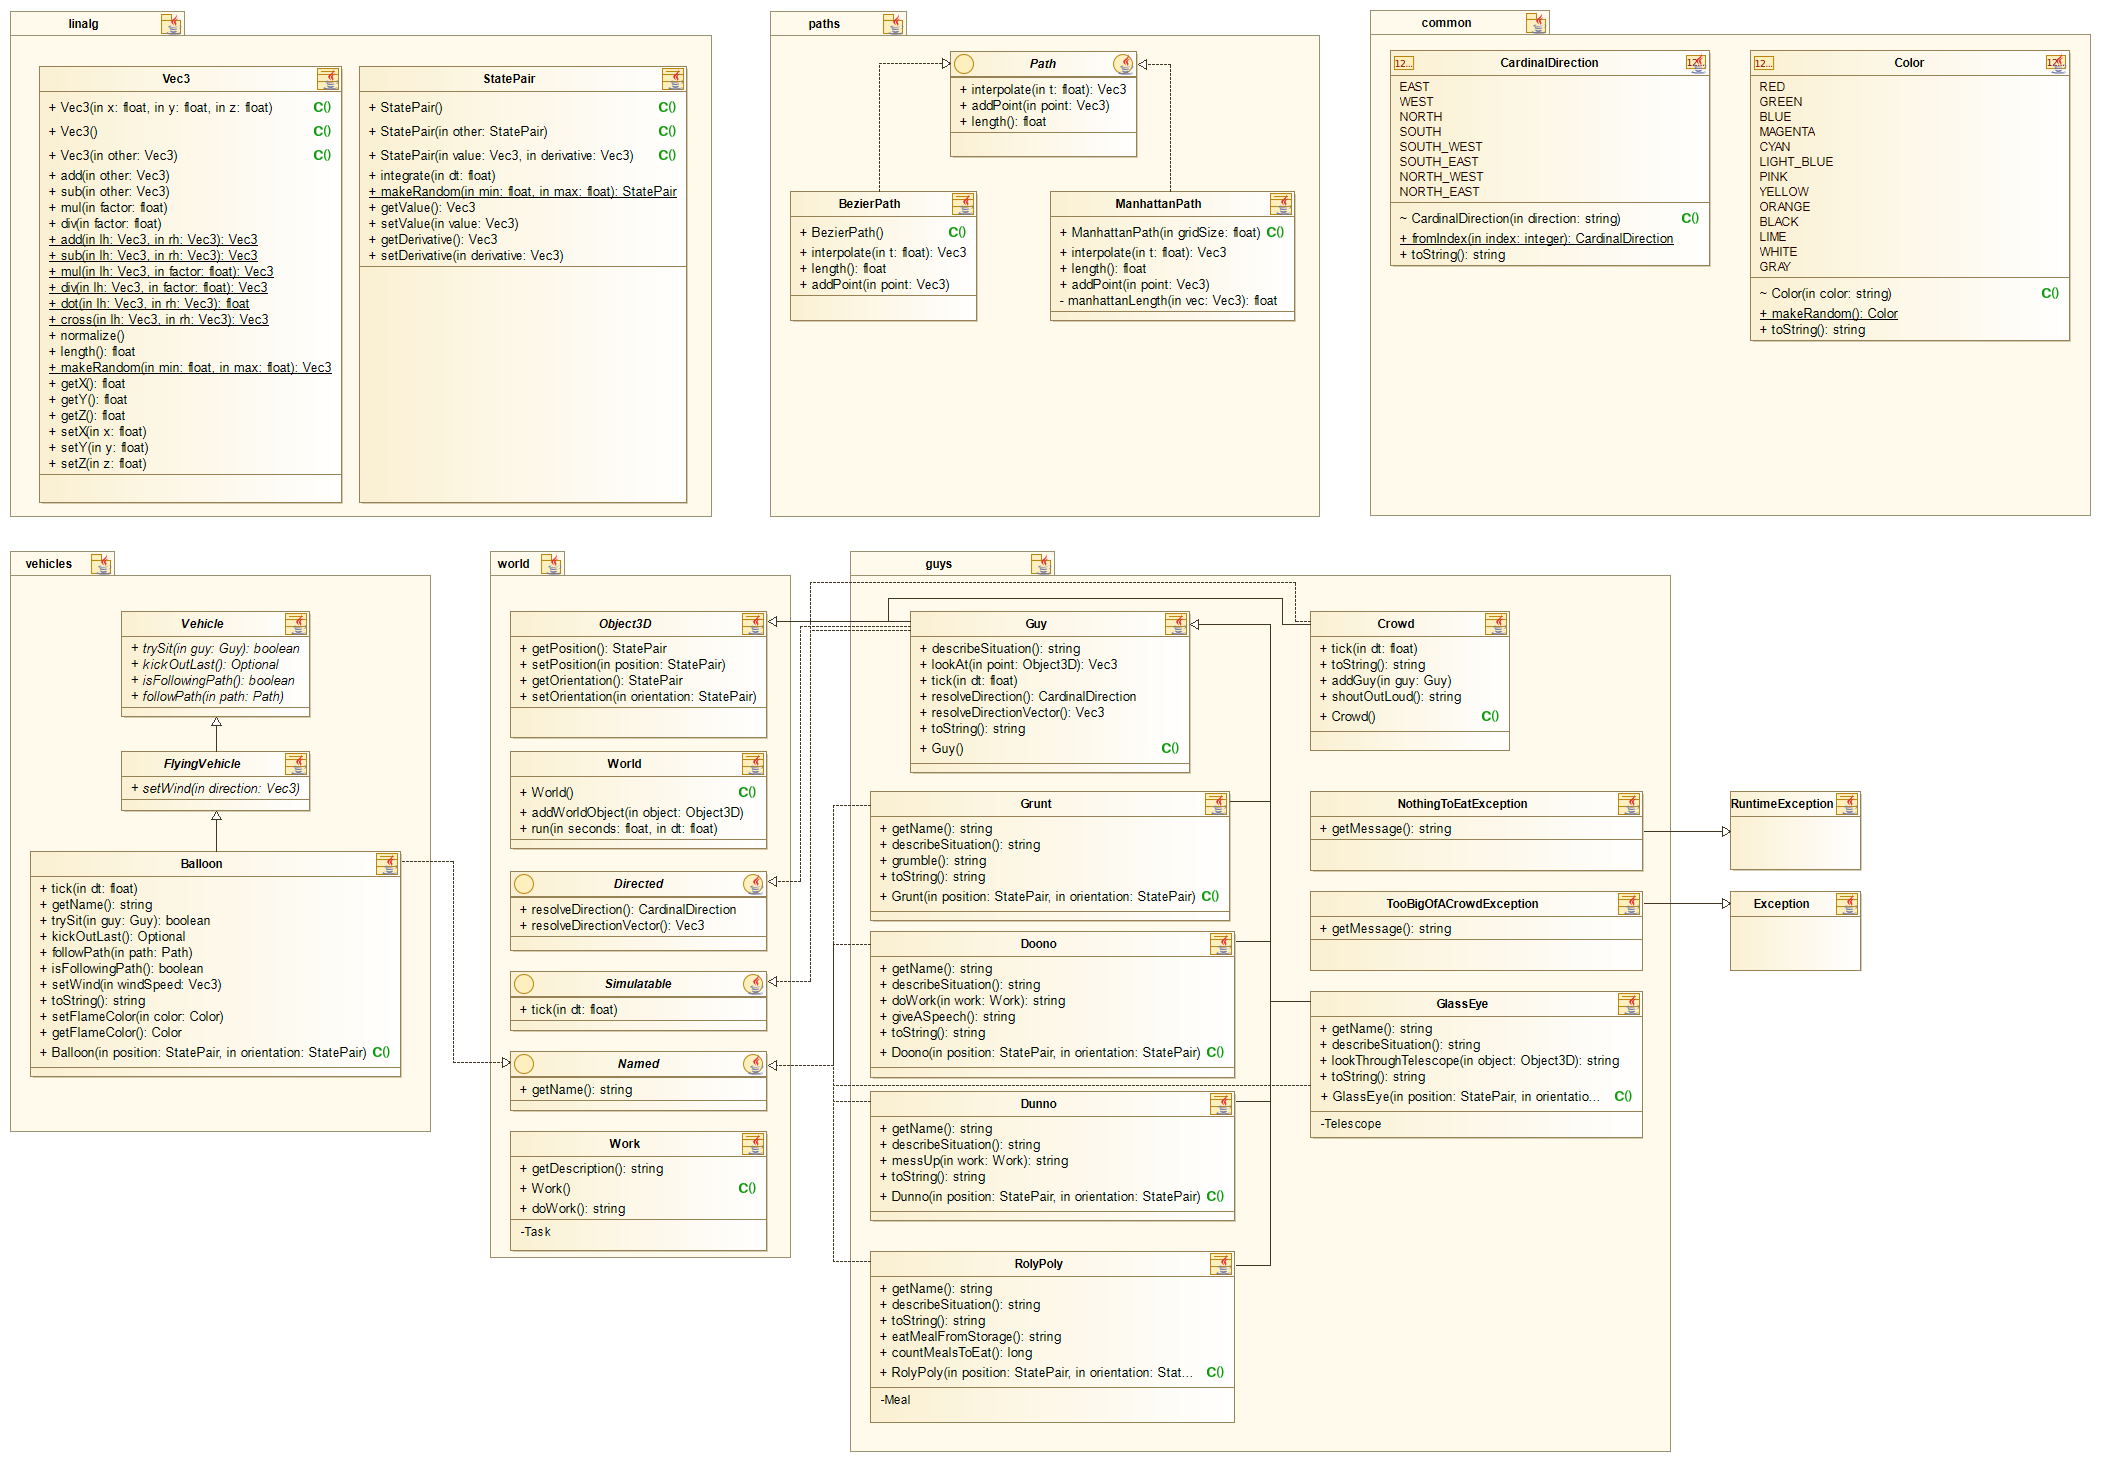 linalg
Vec3
+ Vec3(in x: float, in y: float, in z: float) C()
+ Vec3() C()
+ Vec3(in other: Vec3) C()
+ add(in other: Vec3)
+ sub(in other: Vec3)
+ mul(in factor: float)
+ div(in factor: float)
+ add(in lh: Vec3, in rh: Vec3): Vec3
+ sub(in lh: Vec3, in rh: Vec3): Vec3
+ mul(in lh: Vec3, in factor: float): Vec3
+ div(in lh: Vec3, in factor: float): Vec3
+ dot(in lh: Vec3, in rh: Vec3): float
+ cross(in lh: Vec3, in rh: Vec3): Vec3
+ normalize()
+ length(): float
+ makeRandom(in min: float, in max: float): Vec3
+ getX(): float
+ getY(): float
+ getZ(): float
+ setX(in x: float)
+ setY(in y: float)
+ setZ(in z: float)
StatePair
+ StatePair() C()
+ StatePair(in other: StatePair) C()
+ StatePair(in value: Vec3, in derivative: Vec3) C()
+ integrate(in dt: float)
+ makeRandom(in min: float, in max: float): StatePair
+ getValue(): Vec3
+ setValue(in value: Vec3)
+ getDerivative(): Vec3
+ setDerivative(in derivative: Vec3)
paths
Path
+ interpolate(in t: float): Vec3
+ addPoint(in point: Vec3)
+ length(): float
BezierPath
+ BezierPath() C()
+ interpolate(in t: float): Vec3
+ length(): float
+ addPoint(in point: Vec3)
ManhattanPath
+ ManhattanPath(in gridSize: float) C()
+ interpolate(in t: float): Vec3
+ length(): float
+ addPoint(in point: Vec3)
- manhattanLength(in vec: Vec3): float
common
12... CardinalDirection 12...
EAST
WEST
NORTH
SOUTH
SOUTH_WEST
SOUTH_EAST
NORTH_WEST
NORTH_EAST
~ CardinalDirection(in direction: string) C()
+ fromIndex(in index: integer): CardinalDirection
+ toString(): string
12... Color 12...
RED
GREEN
BLUE
MAGENTA
CYAN
LIGHT_BLUE
PINK
YELLOW
ORANGE
BLACK
LIME
WHITE
GRAY
~ Color(in color: string) C()
+ makeRandom(): Color
+ toString(): string
vehicles
Vehicle
+ trySit(in guy: Guy): boolean
+ kickOutLast(): Optional
+ isFollowingPath(): boolean
+ followPath(in path: Path)
FlyingVehicle
+ setWind(in direction: Vec3)
Balloon
+ tick(in dt: float)
+ getName(): string
+ trySit(in guy: Guy): boolean
+ kickOutLast(): Optional
+ followPath(in path: Path)
+ isFollowingPath(): boolean
+ setWind(in windSpeed: Vec3)
+ toString(): string
+ setFlameColor(in color: Color)
+ getFlameColor(): Color
+ Balloon(in position: StatePair, in orientation: StatePair) C()
world
Object3D
+ getPosition(): StatePair
+ setPosition(in position: StatePair)
+ getOrientation(): StatePair
+ setOrientation(in orientation: StatePair)
World
+ World() C()
+ addWorldObject(in object: Object3D)
+ run(in seconds: float, in dt: float)
Directed
+ resolveDirection(): CardinalDirection
+ resolveDirectionVector(): Vec3
Simulatable
+ tick(in dt: float)
Named
+ getName(): string
Work
+ getDescription(): string
+ Work() C()
+ doWork(): string
-Task
guys
Guy
+ describeSituation(): string
+ lookAt(in point: Object3D): Vec3
+ tick(in dt: float)
+ resolveDirection(): CardinalDirection
+ resolveDirectionVector(): Vec3
+ toString(): string
+ Guy() C()
Grunt
+ getName(): string
+ describeSituation(): string
+ grumble(): string
+ toString(): string
+ Grunt(in position: StatePair, in orientation: StatePair) C()
Doono
+ getName(): string
+ describeSituation(): string
+ doWork(in work: Work): string
+ giveASpeech(): string
+ toString(): string
+ Doono(in position: StatePair, in orientation: StatePair) C()
Dunno
+ getName(): string
+ describeSituation(): string
+ messUp(in work: Work): string
+ toString(): string
+ Dunno(in position: StatePair, in orientation: StatePair) C()
RolyPoly
+ getName(): string
+ describeSituation(): string
+ toString(): string
+ eatMealFromStorage(): string
+ countMealsToEat(): long
+ RolyPoly(in position: StatePair, in orientation: Stat... C()
-Meal
Crowd
+ tick(in dt: float)
+ toString(): string
+ addGuy(in guy: Guy)
+ shoutOutLoud(): string
+ Crowd() C()
NothingToEatException
+ getMessage(): string
TooBigOfACrowdException
+ getMessage(): string
GlassEye
+ getName(): string
+ describeSituation(): string
+ lookThroughTelescope(in object: Object3D): string
+ toString(): string
+ GlassEye(in position: StatePair, in orientatio... C()
-Telescope
RuntimeException
Exception